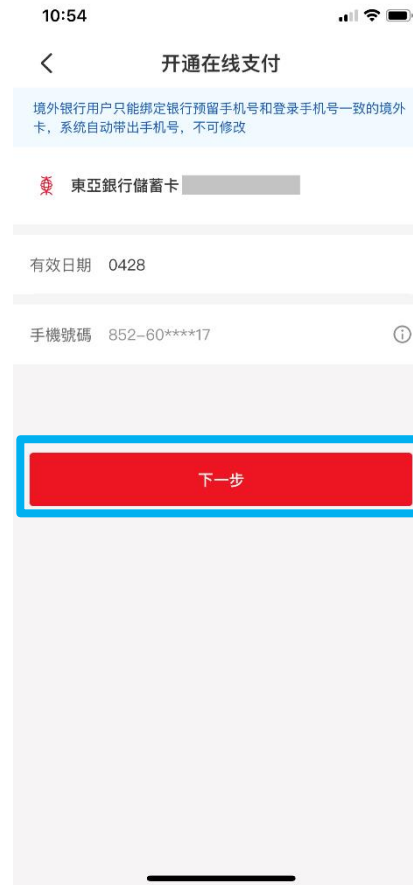 10:54
开通在线支付
境外银行用户只能绑定银行预留手机号和登录手机号一致的境外
卡，系统自动带出手机号，不可修改
東亞銀行儲蓄卡
有效日期 0428
手機號碼 852-60****17
下一步